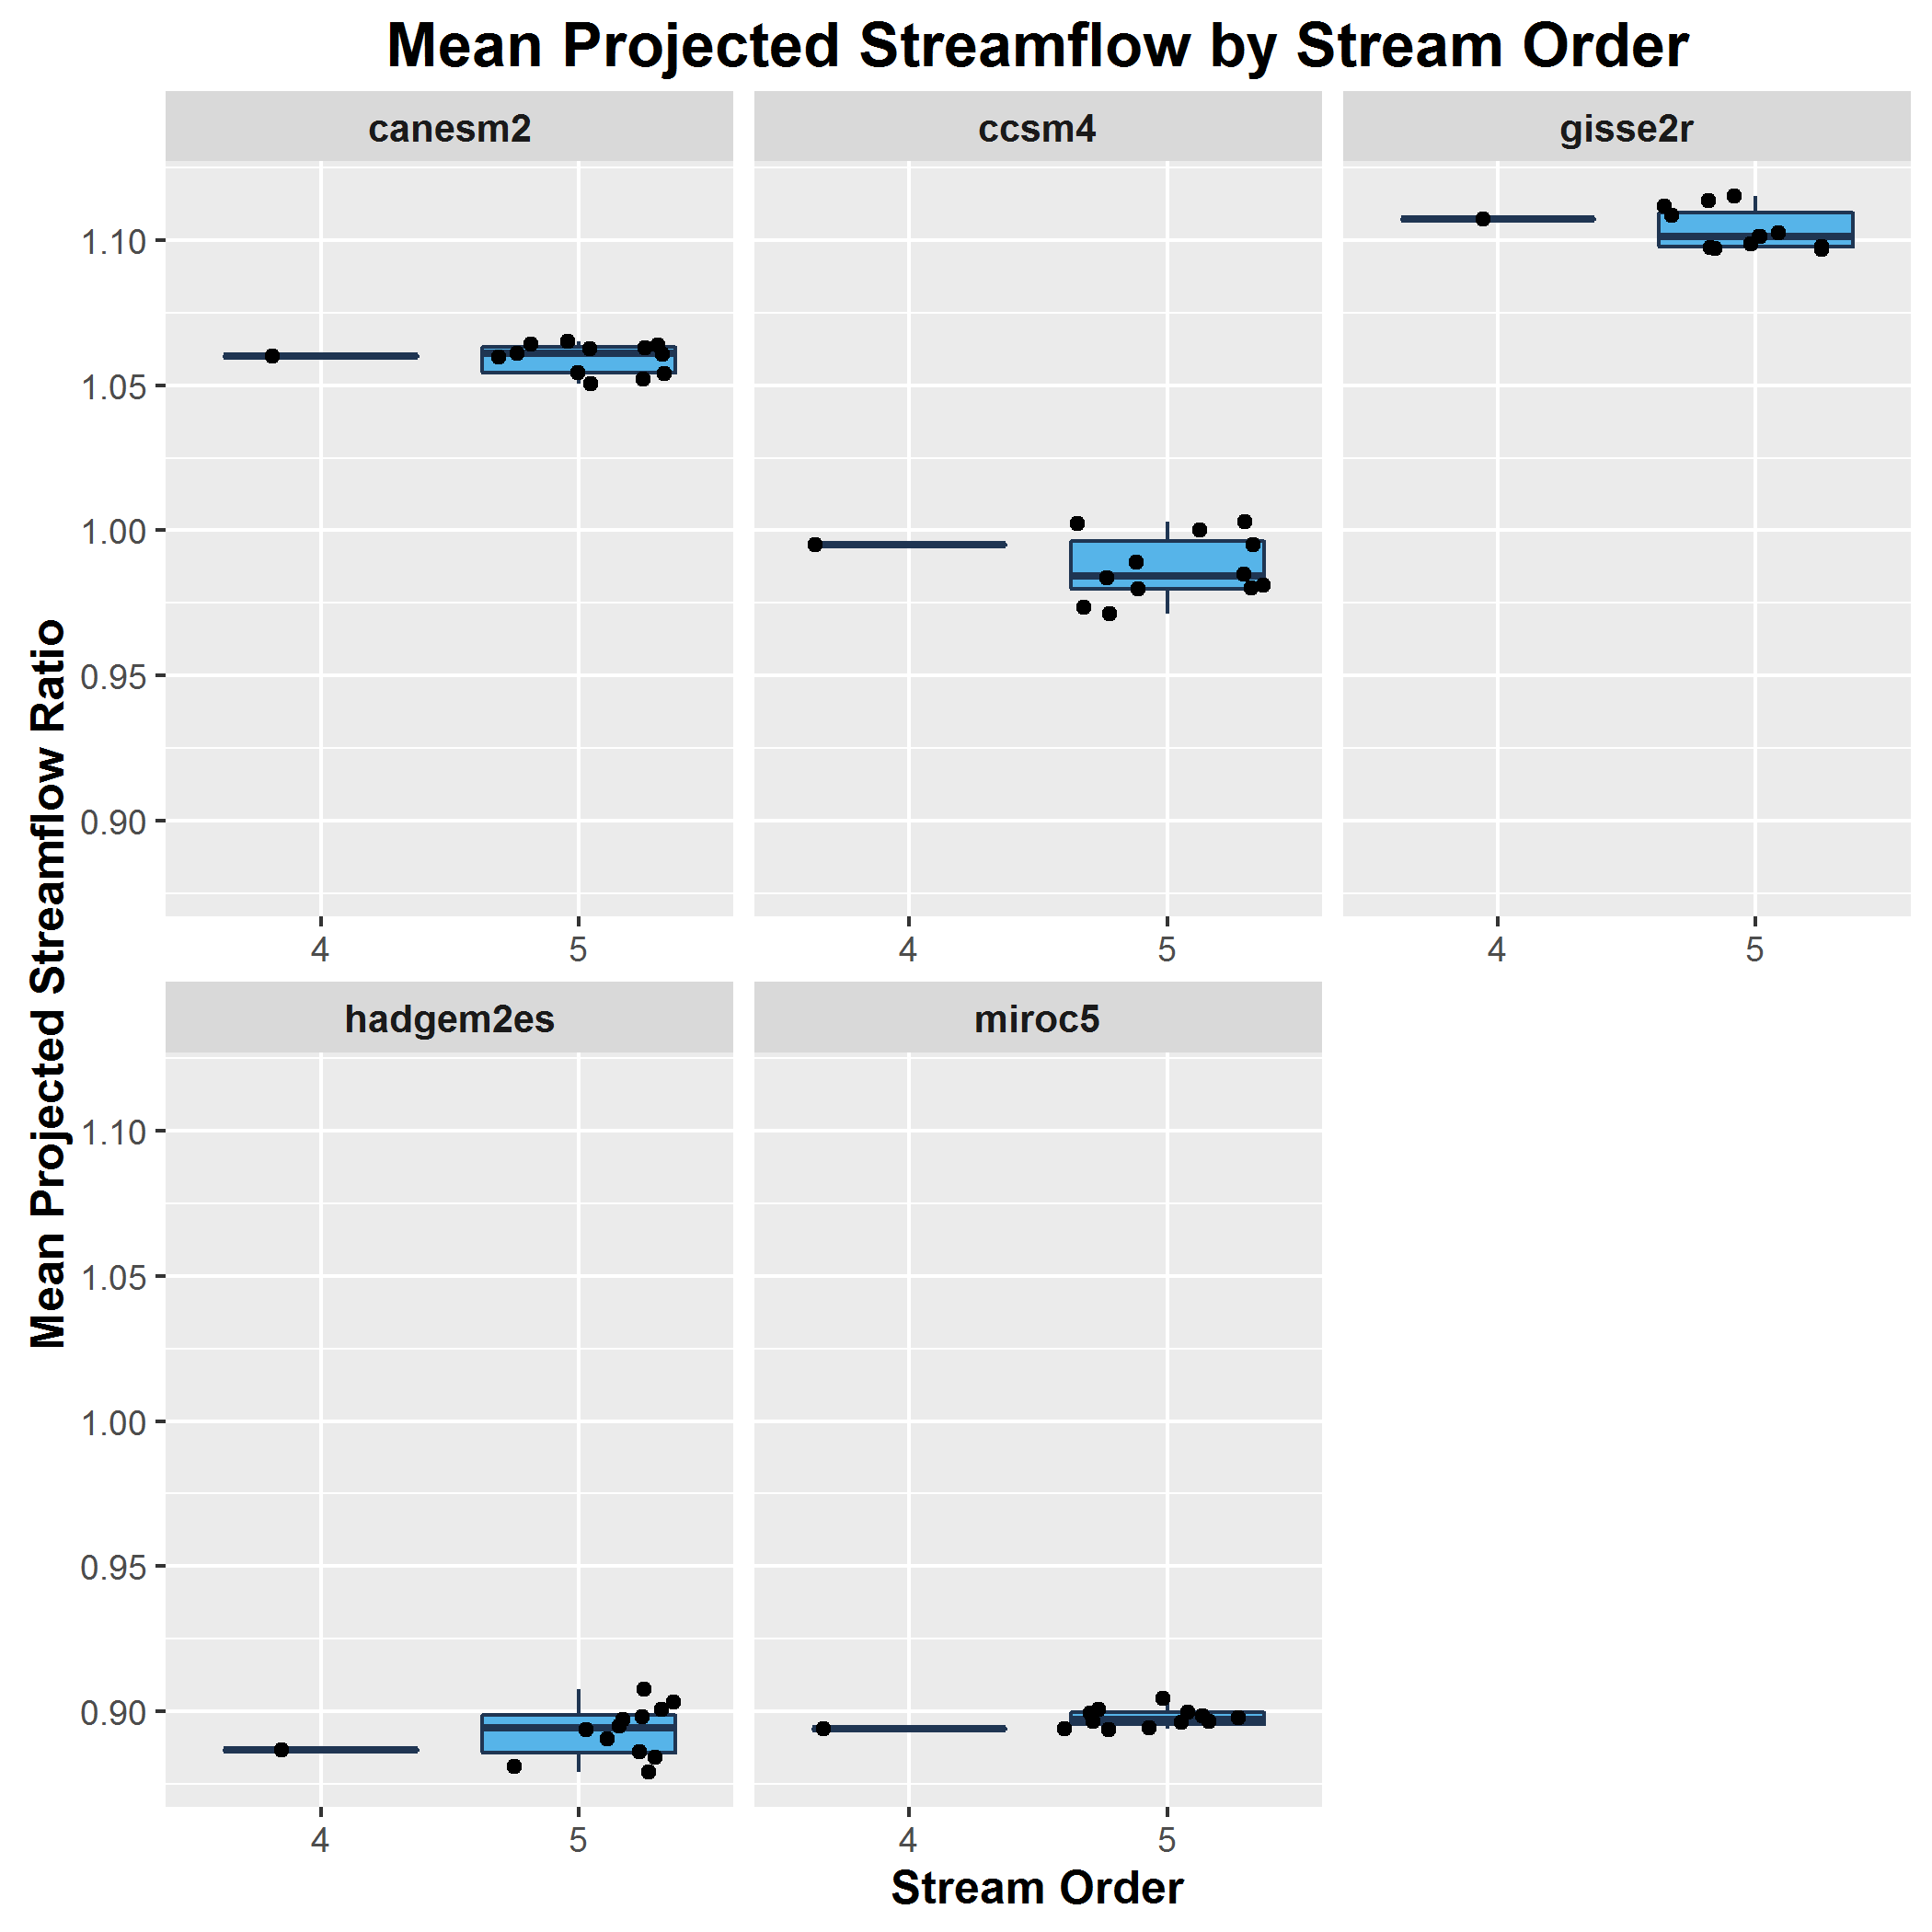 Mean Projected Streamflow by Stream Order
canesm2
ccsm4
gisse2r
Mean Projected Streamflow Ratio
1.10
1.05
1.00
0.95
0.90
4
5
4
5
4
5
hadgem2es
miroc5
1.10
1.05
1.00
0.95
0.90
4
5
4
5
Stream Order